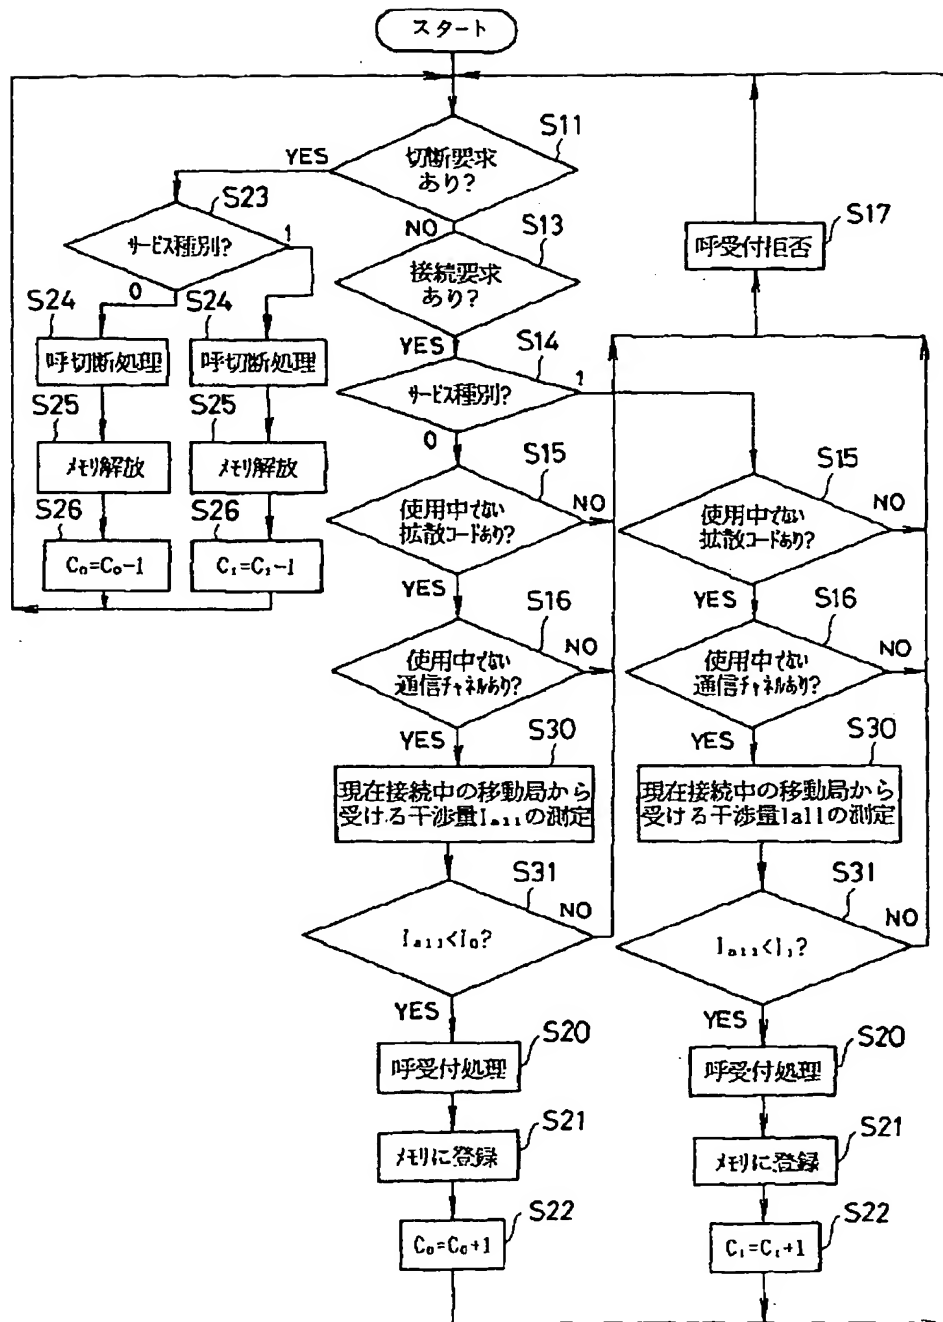 スタート
S11
切断要求
あり?
YES
NO
S23
サービス種別?
1
0
S13
接続要求
あり?
YES
S17
呼受付拒否
S24
呼切断処理
S24
呼切断処理
S14
サービス種別?
1
0
S25
メモリ解放
S25
メモリ解放
S26
C₀=C₀-1
S26
C₁=C₁-1
S15
使用中でない
拡散コードあり?
NO
YES
S15
使用中でない
拡散コードあり?
NO
YES
S16
使用中でない
通信チャネルあり?
NO
YES
S16
使用中でない
通信チャネルあり?
NO
YES
S30
現在接続中の移動局から
受ける干渉量Iallの測定
S30
現在接続中の移動局から
受ける干渉量Iallの測定
S31
Iall<I₀?
NO
YES
S31
Iall<I₁?
NO
YES
S20
呼受付処理
S20
呼受付処理
S21
メモリに登録
S21
メモリに登録
S22
C₀=C₀+1
S22
C₁=C₁+1